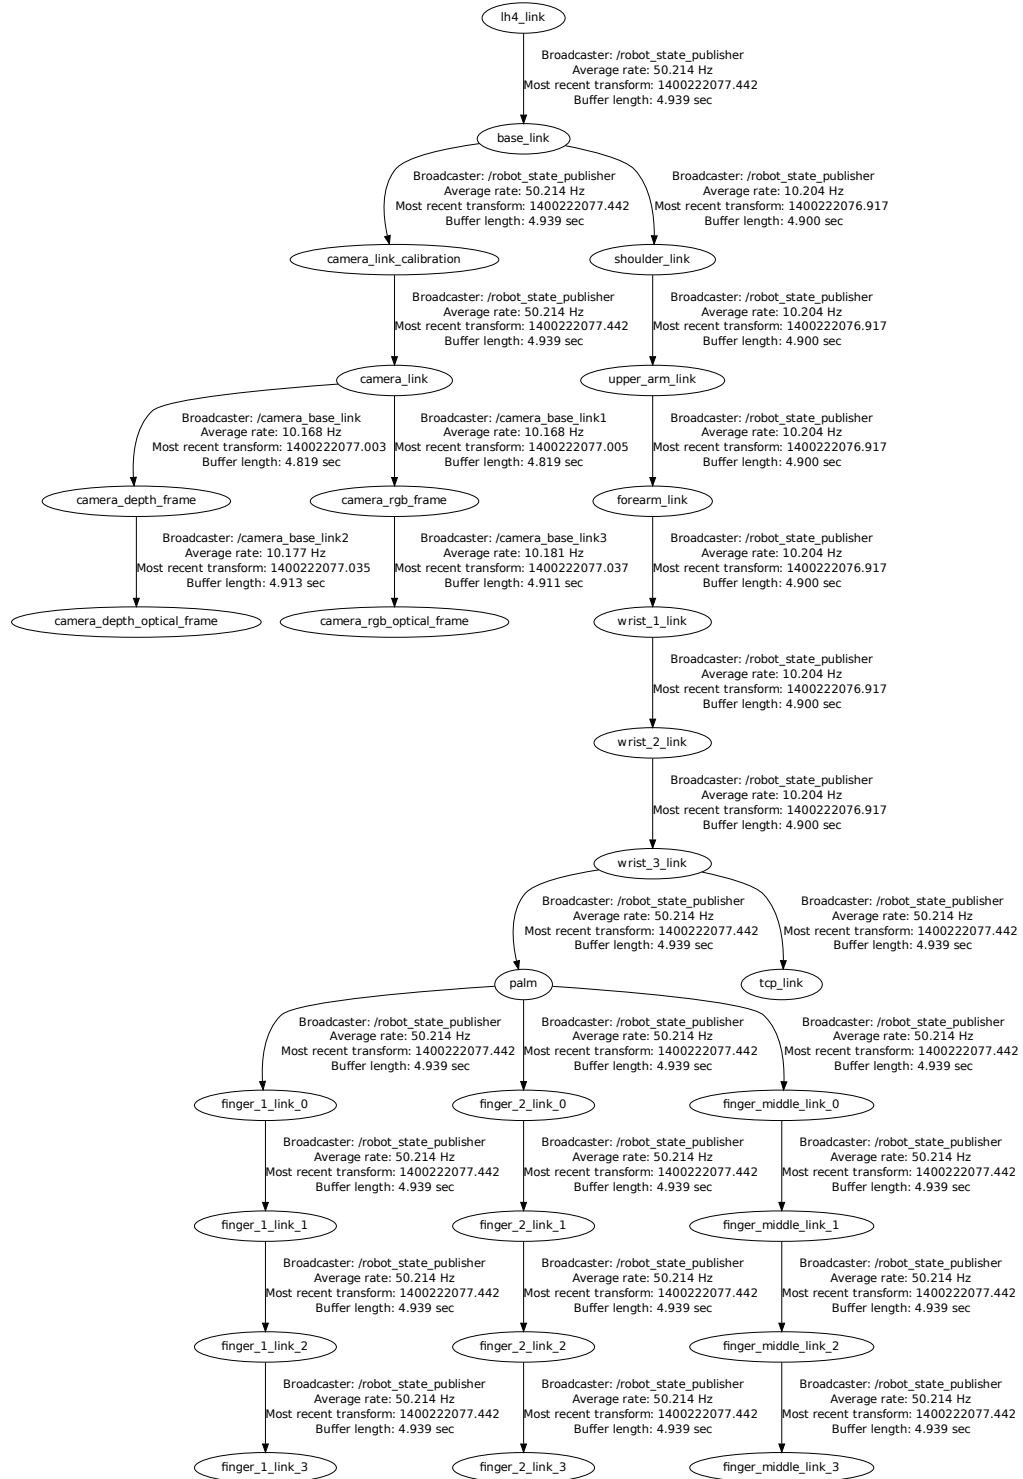 lh4_link
Broadcaster: /robot_state_publisher
Average rate: 50.214 Hz
Most recent transform: 1400222077.442
Buffer length: 4.939 sec
base_link
Broadcaster: /robot_state_publisher
Average rate: 50.214 Hz
Most recent transform: 1400222077.442
Buffer length: 4.939 sec
Broadcaster: /robot_state_publisher
Average rate: 10.204 Hz
Most recent transform: 1400222076.917
Buffer length: 4.900 sec
camera_link_calibration
shoulder_link
Broadcaster: /robot_state_publisher
Average rate: 50.214 Hz
Most recent transform: 1400222077.442
Buffer length: 4.939 sec
Broadcaster: /robot_state_publisher
Average rate: 10.204 Hz
Most recent transform: 1400222076.917
Buffer length: 4.900 sec
camera_link
upper_arm_link
Broadcaster: /camera_base_link
Average rate: 10.168 Hz
Most recent transform: 1400222077.003
Buffer length: 4.819 sec
Broadcaster: /camera_base_link1
Average rate: 10.168 Hz
Most recent transform: 1400222077.005
Buffer length: 4.819 sec
Broadcaster: /robot_state_publisher
Average rate: 10.204 Hz
Most recent transform: 1400222076.917
Buffer length: 4.900 sec
camera_depth_frame
camera_rgb_frame
forearm_link
Broadcaster: /camera_base_link2
Average rate: 10.177 Hz
Most recent transform: 1400222077.035
Buffer length: 4.913 sec
Broadcaster: /camera_base_link3
Average rate: 10.181 Hz
Most recent transform: 1400222077.037
Buffer length: 4.911 sec
Broadcaster: /robot_state_publisher
Average rate: 10.204 Hz
Most recent transform: 1400222076.917
Buffer length: 4.900 sec
camera_depth_optical_frame
camera_rgb_optical_frame
wrist_1_link
Broadcaster: /robot_state_publisher
Average rate: 10.204 Hz
Most recent transform: 1400222076.917
Buffer length: 4.900 sec
wrist_2_link
Broadcaster: /robot_state_publisher
Average rate: 10.204 Hz
Most recent transform: 1400222076.917
Buffer length: 4.900 sec
wrist_3_link
Broadcaster: /robot_state_publisher
Average rate: 50.214 Hz
Most recent transform: 1400222077.442
Buffer length: 4.939 sec
Broadcaster: /robot_state_publisher
Average rate: 50.214 Hz
Most recent transform: 1400222077.442
Buffer length: 4.939 sec
palm
tcp_link
Broadcaster: /robot_state_publisher
Average rate: 50.214 Hz
Most recent transform: 1400222077.442
Buffer length: 4.939 sec
Broadcaster: /robot_state_publisher
Average rate: 50.214 Hz
Most recent transform: 1400222077.442
Buffer length: 4.939 sec
Broadcaster: /robot_state_publisher
Average rate: 50.214 Hz
Most recent transform: 1400222077.442
Buffer length: 4.939 sec
finger_1_link_0
finger_2_link_0
finger_middle_link_0
Broadcaster: /robot_state_publisher
Average rate: 50.214 Hz
Most recent transform: 1400222077.442
Buffer length: 4.939 sec
Broadcaster: /robot_state_publisher
Average rate: 50.214 Hz
Most recent transform: 1400222077.442
Buffer length: 4.939 sec
Broadcaster: /robot_state_publisher
Average rate: 50.214 Hz
Most recent transform: 1400222077.442
Buffer length: 4.939 sec
finger_1_link_1
finger_2_link_1
finger_middle_link_1
Broadcaster: /robot_state_publisher
Average rate: 50.214 Hz
Most recent transform: 1400222077.442
Buffer length: 4.939 sec
Broadcaster: /robot_state_publisher
Average rate: 50.214 Hz
Most recent transform: 1400222077.442
Buffer length: 4.939 sec
Broadcaster: /robot_state_publisher
Average rate: 50.214 Hz
Most recent transform: 1400222077.442
Buffer length: 4.939 sec
finger_1_link_2
finger_2_link_2
finger_middle_link_2
Broadcaster: /robot_state_publisher
Average rate: 50.214 Hz
Most recent transform: 1400222077.442
Buffer length: 4.939 sec
Broadcaster: /robot_state_publisher
Average rate: 50.214 Hz
Most recent transform: 1400222077.442
Buffer length: 4.939 sec
Broadcaster: /robot_state_publisher
Average rate: 50.214 Hz
Most recent transform: 1400222077.442
Buffer length: 4.939 sec
finger_1_link_3
finger_2_link_3
finger_middle_link_3